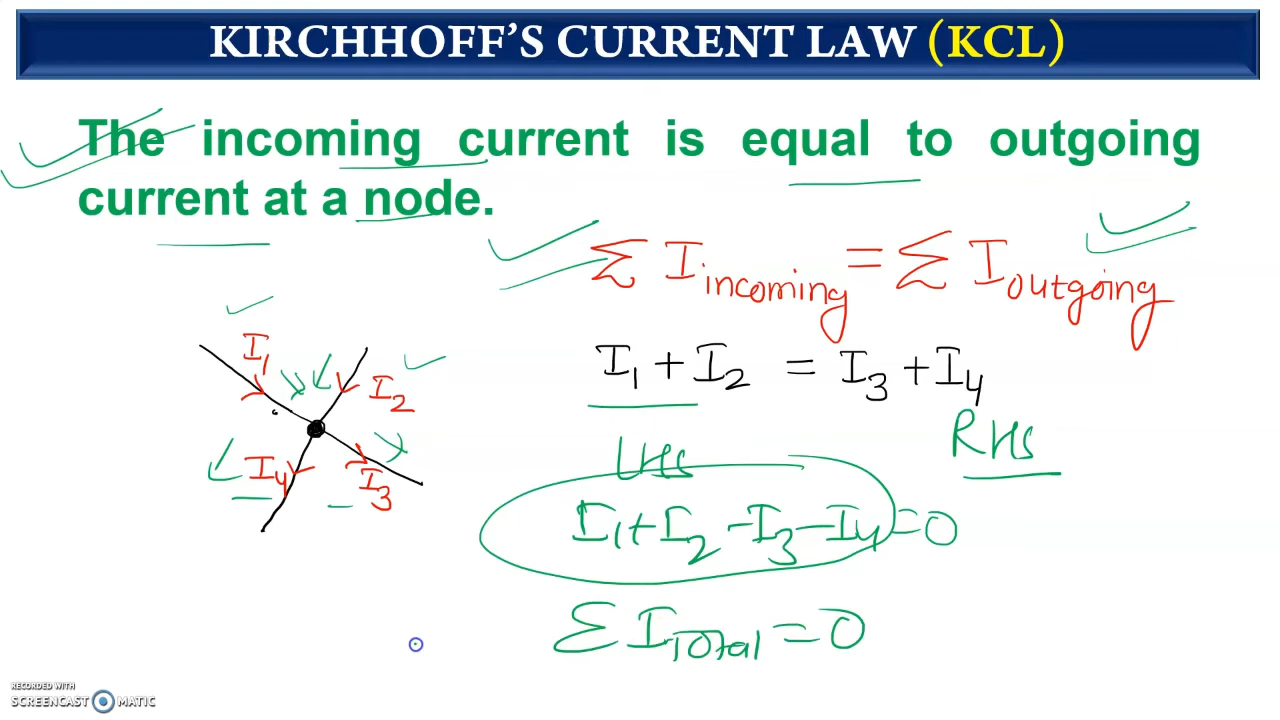 KIRCHHOFF'S CURRENT LAW (KCL)
The incoming current is equal to outgoing
current at a node.
Σ I incoming = Σ I outgoing
I1
I2
I1 + I2 = I3 + I4
LHS
RHS
I4
I3
I1 + I2 - I3 - I4 = 0
Σ I Total = 0
RECORDED WITH
SCREENCAST MATIC